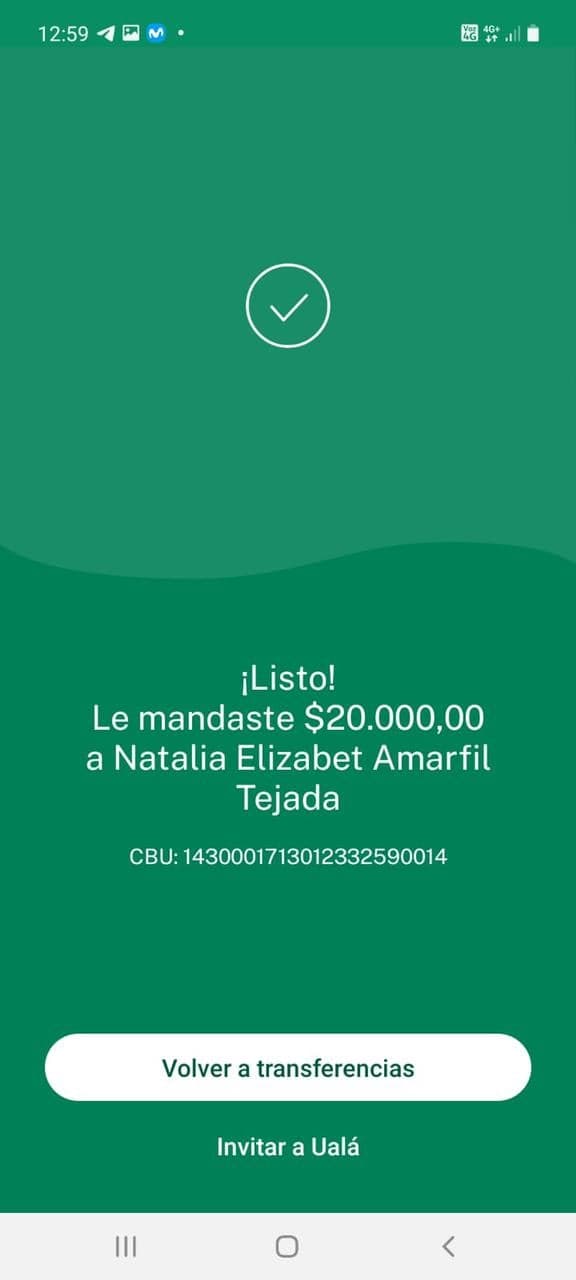 12:59
Voz 4G 4G+
¡Listo!
Le mandaste $20.000,00
a Natalia Elizabet Amarfil
Tejada
CBU: 1430001713012332590014
Volver a transferencias
Invitar a Ualá